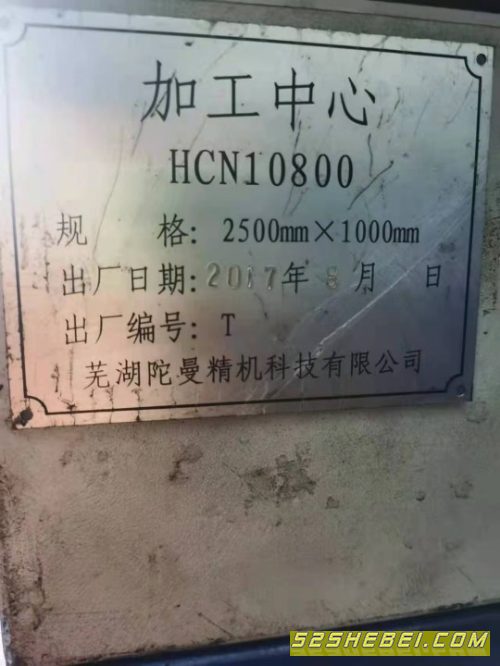 加工中心
HCN10800
规 格: 2500mm×1000mm
出厂日期: 2017年 8月 日
出厂编号: T
芜湖陀曼精机科技有限公司
52SHEBEI.COM